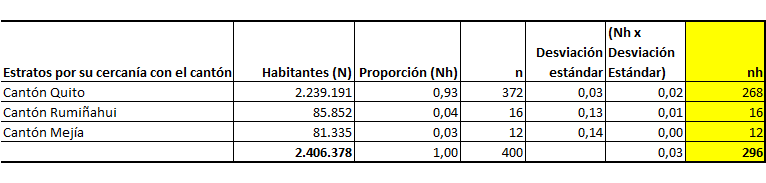 Estratos por su cercanía con el cantón Habitantes (N) Proporción (Nh) n Desviación estándar (Nh x Desviación Estándar) nh
Cantón Quito 2.239.191 0,93 372 0,03 0,02 268
Cantón Rumiñahui 85.852 0,04 16 0,13 0,01 16
Cantón Mejía 81.335 0,03 12 0,14 0,00 12
2.406.378 1,00 400 0,03 296